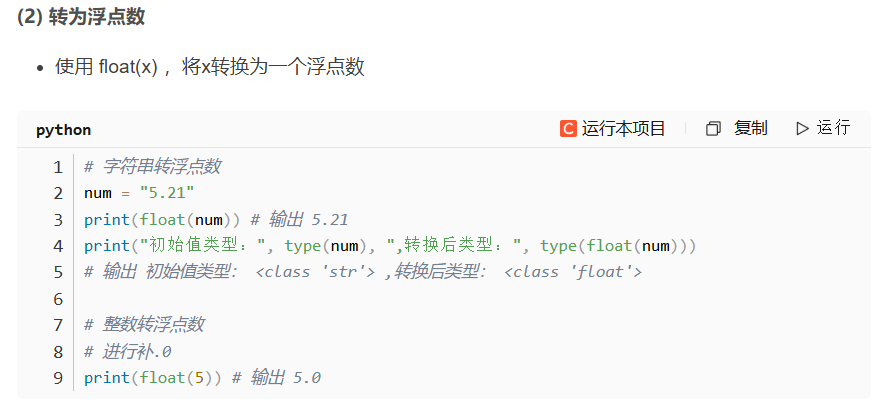 (2) 转为浮点数
• 使用 float(x) ，将x转换为一个浮点数
python C 运行本项目 复制 运行
1 # 字符串转浮点数
2 num = "5.21"
3 print(float(num)) # 输出 5.21
4 print("初始值类型：", type(num), ",转换后类型：", type(float(num)))
5 # 输出 初始值类型： <class 'str'> ,转换后类型： <class 'float'>
6
7 # 整数转浮点数
8 # 进行补.0
9 print(float(5)) # 输出 5.0